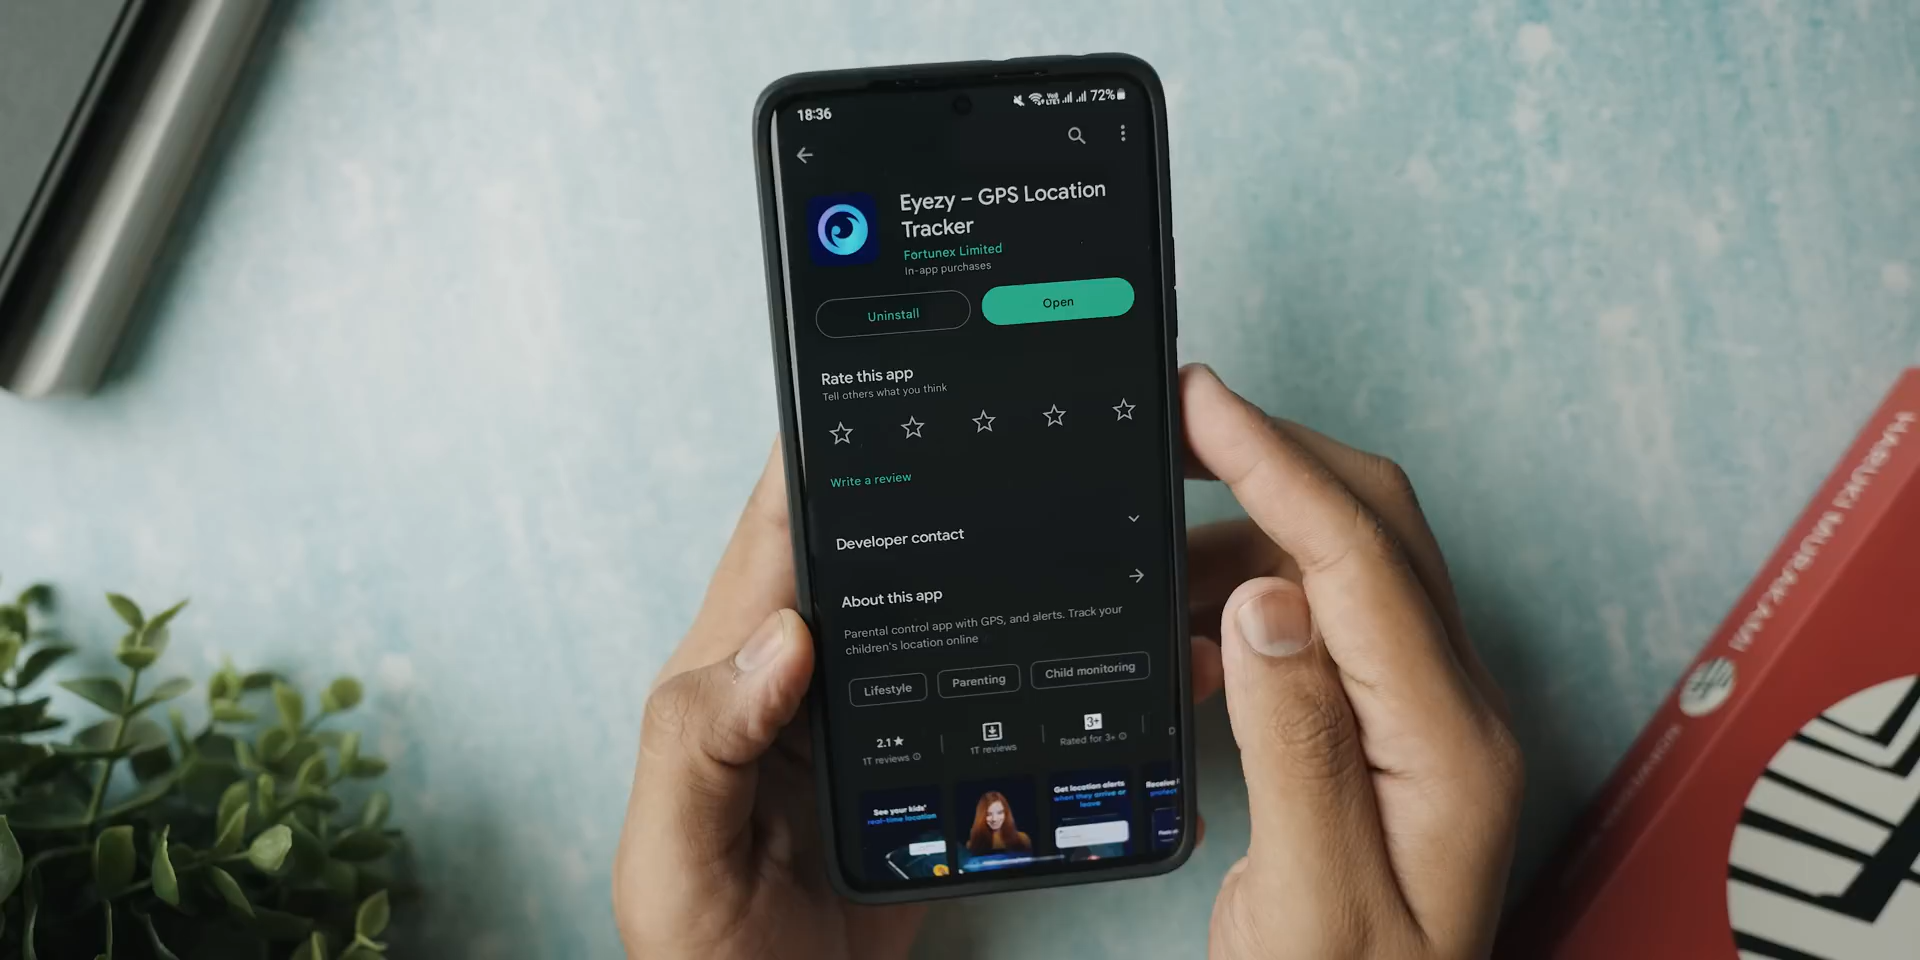 18:36
72%
Eyezy – GPS Location
Tracker
Fortunex Limited
In-app purchases
Uninstall
Open
Rate this app
Tell others what you think
Write a review
Developer contact
About this app
Parental control app with GPS, and alerts. Track your
children's location online
Lifestyle
Parenting
Child monitoring
2.1★
1T reviews
1T reviews
3+
Rated for 3+
See your kids'
real-time location
Get location alerts
when they arrive or
leave
HARUKI MURAKAMI